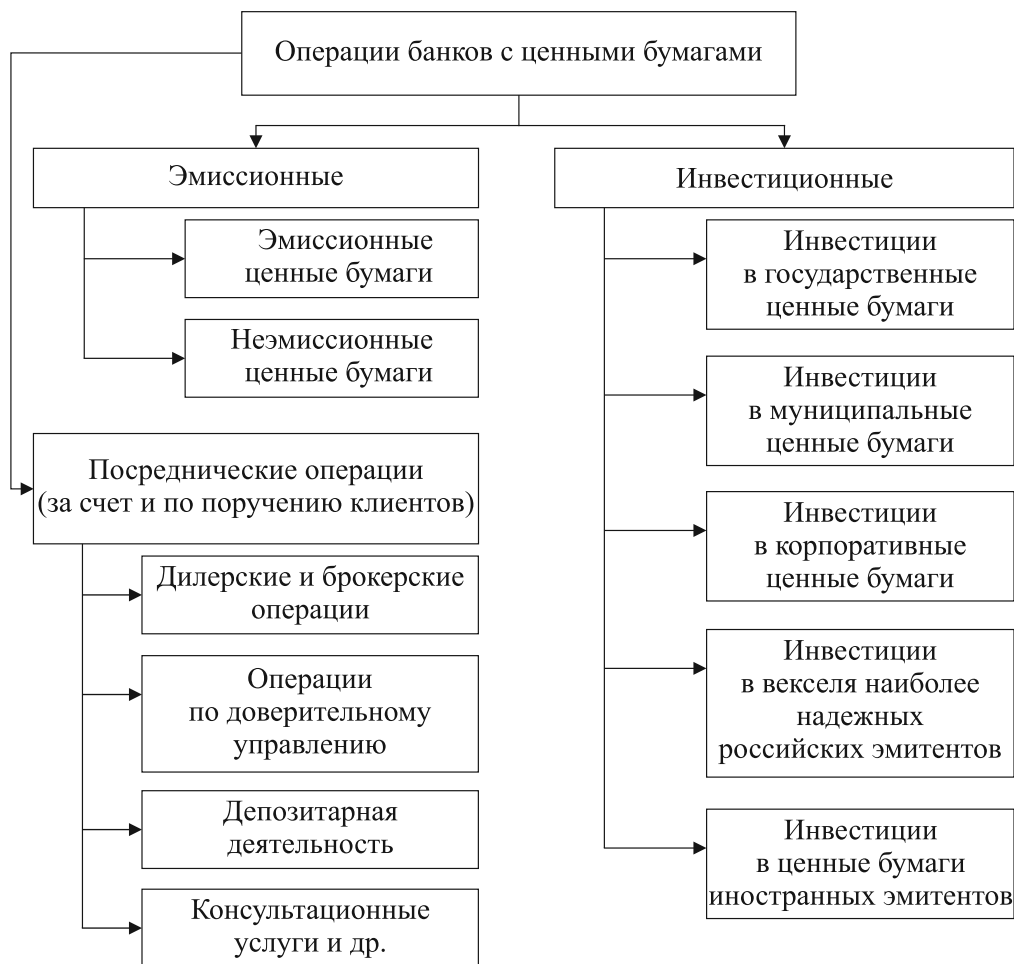 Операции банков с ценными бумагами
Эмиссионные
Эмиссионные
ценные бумаги
Неэмиссионные
ценные бумаги
Посреднические операции
(за счет и по поручению клиентов)
Дилерские и брокерские
операции
Операции
по доверительному
управлению
Депозитарная
деятельность
Консультационные
услуги и др.
Инвестиционные
Инвестиции
в государственные
ценные бумаги
Инвестиции
в муниципальные
ценные бумаги
Инвестиции
в корпоративные
ценные бумаги
Инвестиции
в векселя наиболее
надежных
российских эмитентов
Инвестиции
в ценные бумаги
иностранных эмитентов